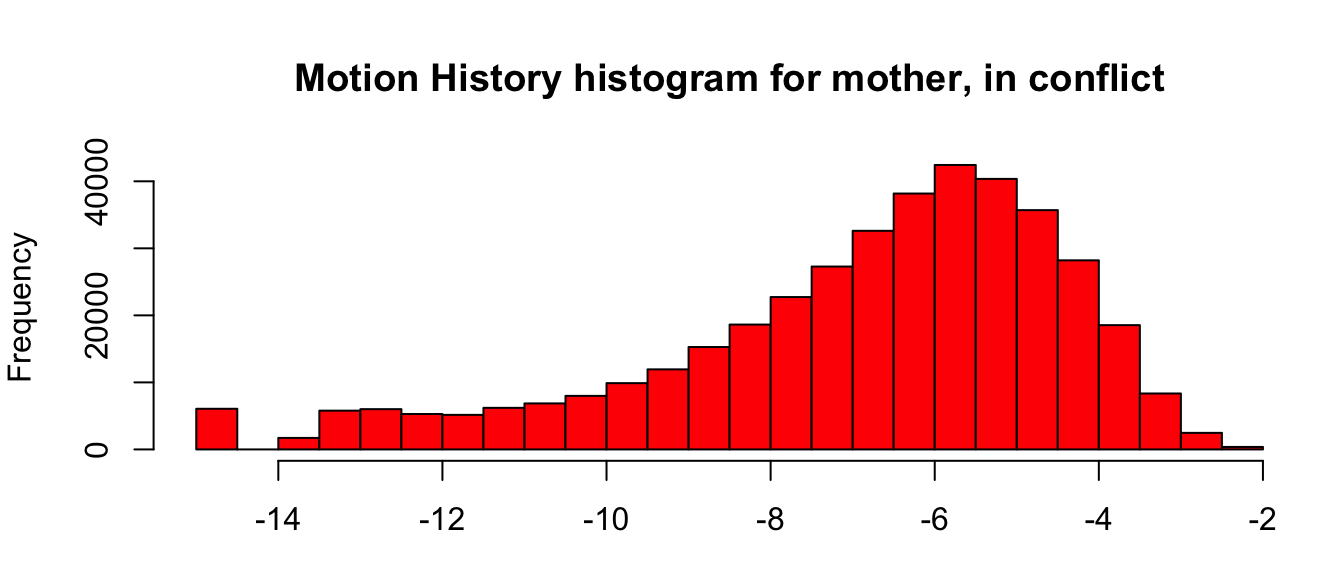 Motion History histogram for mother, in conflict
Frequency
40000
20000
0
-14 -12 -10 -8 -6 -4 -2